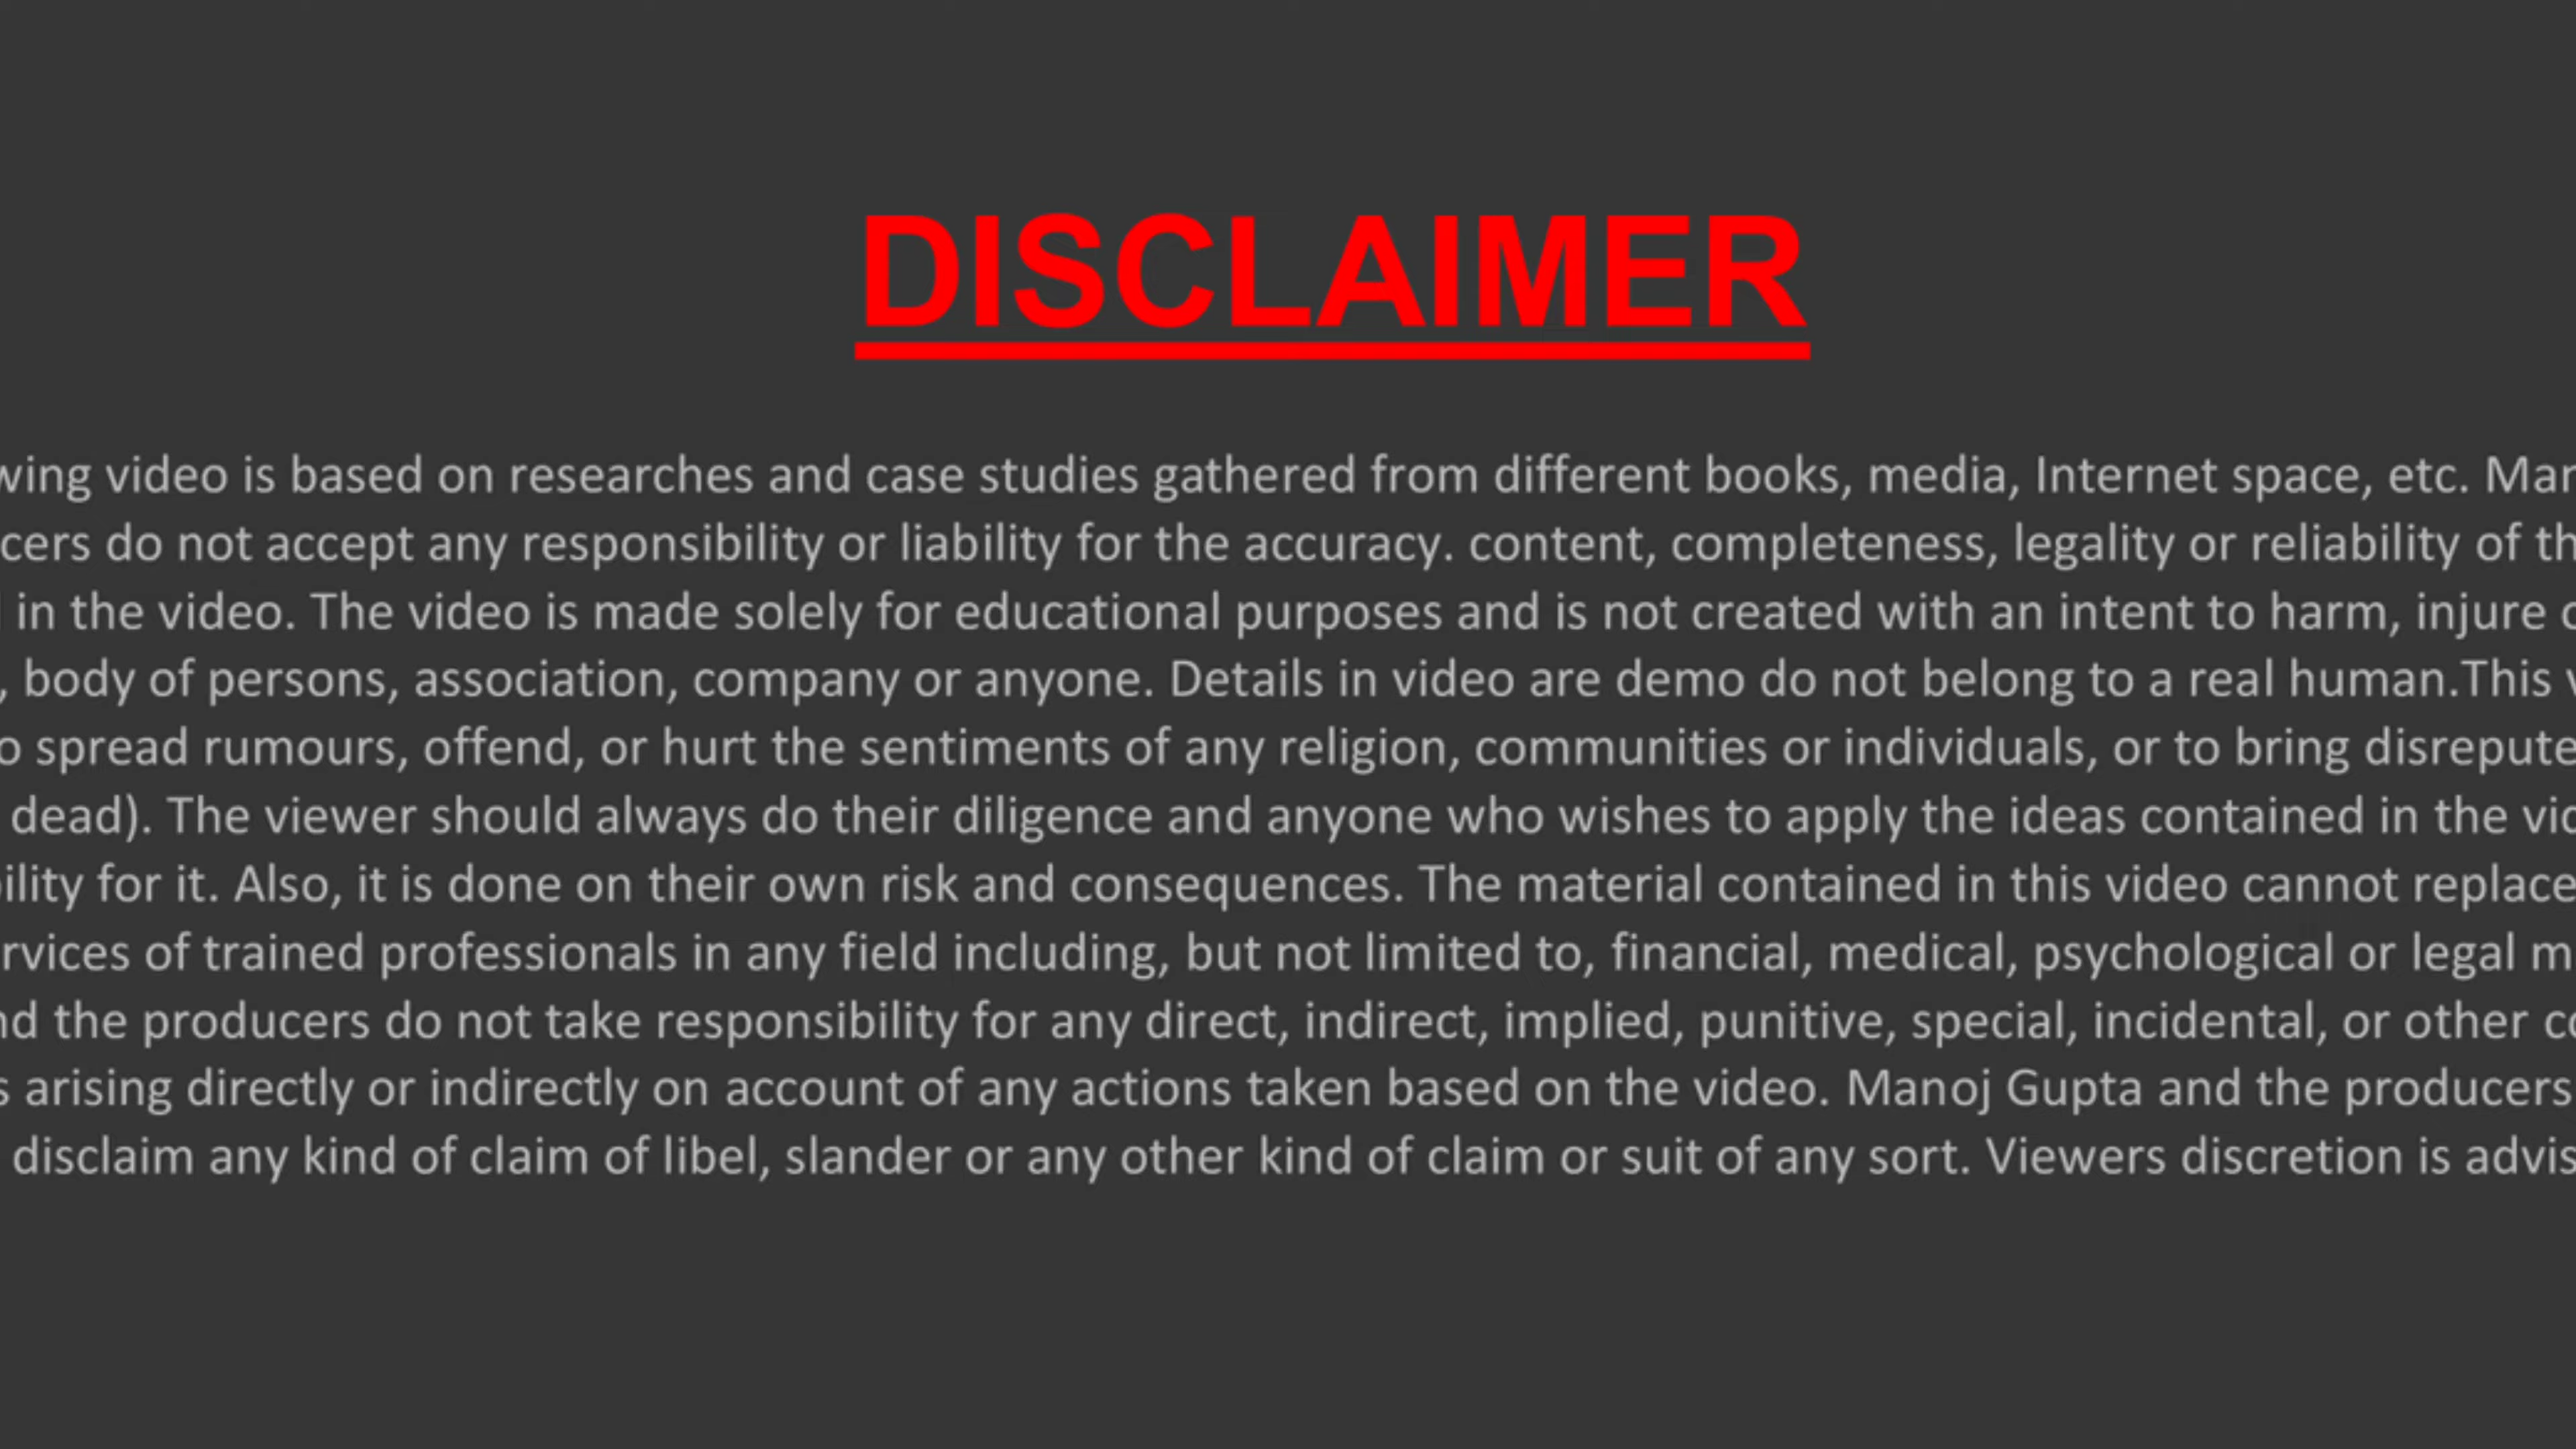 DISCLAIMER
wing video is based on researches and case studies gathered from different books, media, Internet space, etc. Mar
cers do not accept any responsibility or liability for the accuracy. content, completeness, legality or reliability of th
in the video. The video is made solely for educational purposes and is not created with an intent to harm, injure
, body of persons, association, company or anyone. Details in video are demo do not belong to a real human.This
o spread rumours, offend, or hurt the sentiments of any religion, communities or individuals, or to bring disrepute
dead). The viewer should always do their diligence and anyone who wishes to apply the ideas contained in the
ility for it. Also, it is done on their own risk and consequences. The material contained in this video cannot replace
rvices of trained professionals in any field including, but not limited to, financial, medical, psychological or legal m
nd the producers do not take responsibility for any direct, indirect, implied, punitive, special, incidental, or other
s arising directly or indirectly on account of any actions taken based on the video. Manoj Gupta and the producers
disclaim any kind of claim of libel, slander or any other kind of claim or suit of any sort. Viewers discretion is advis